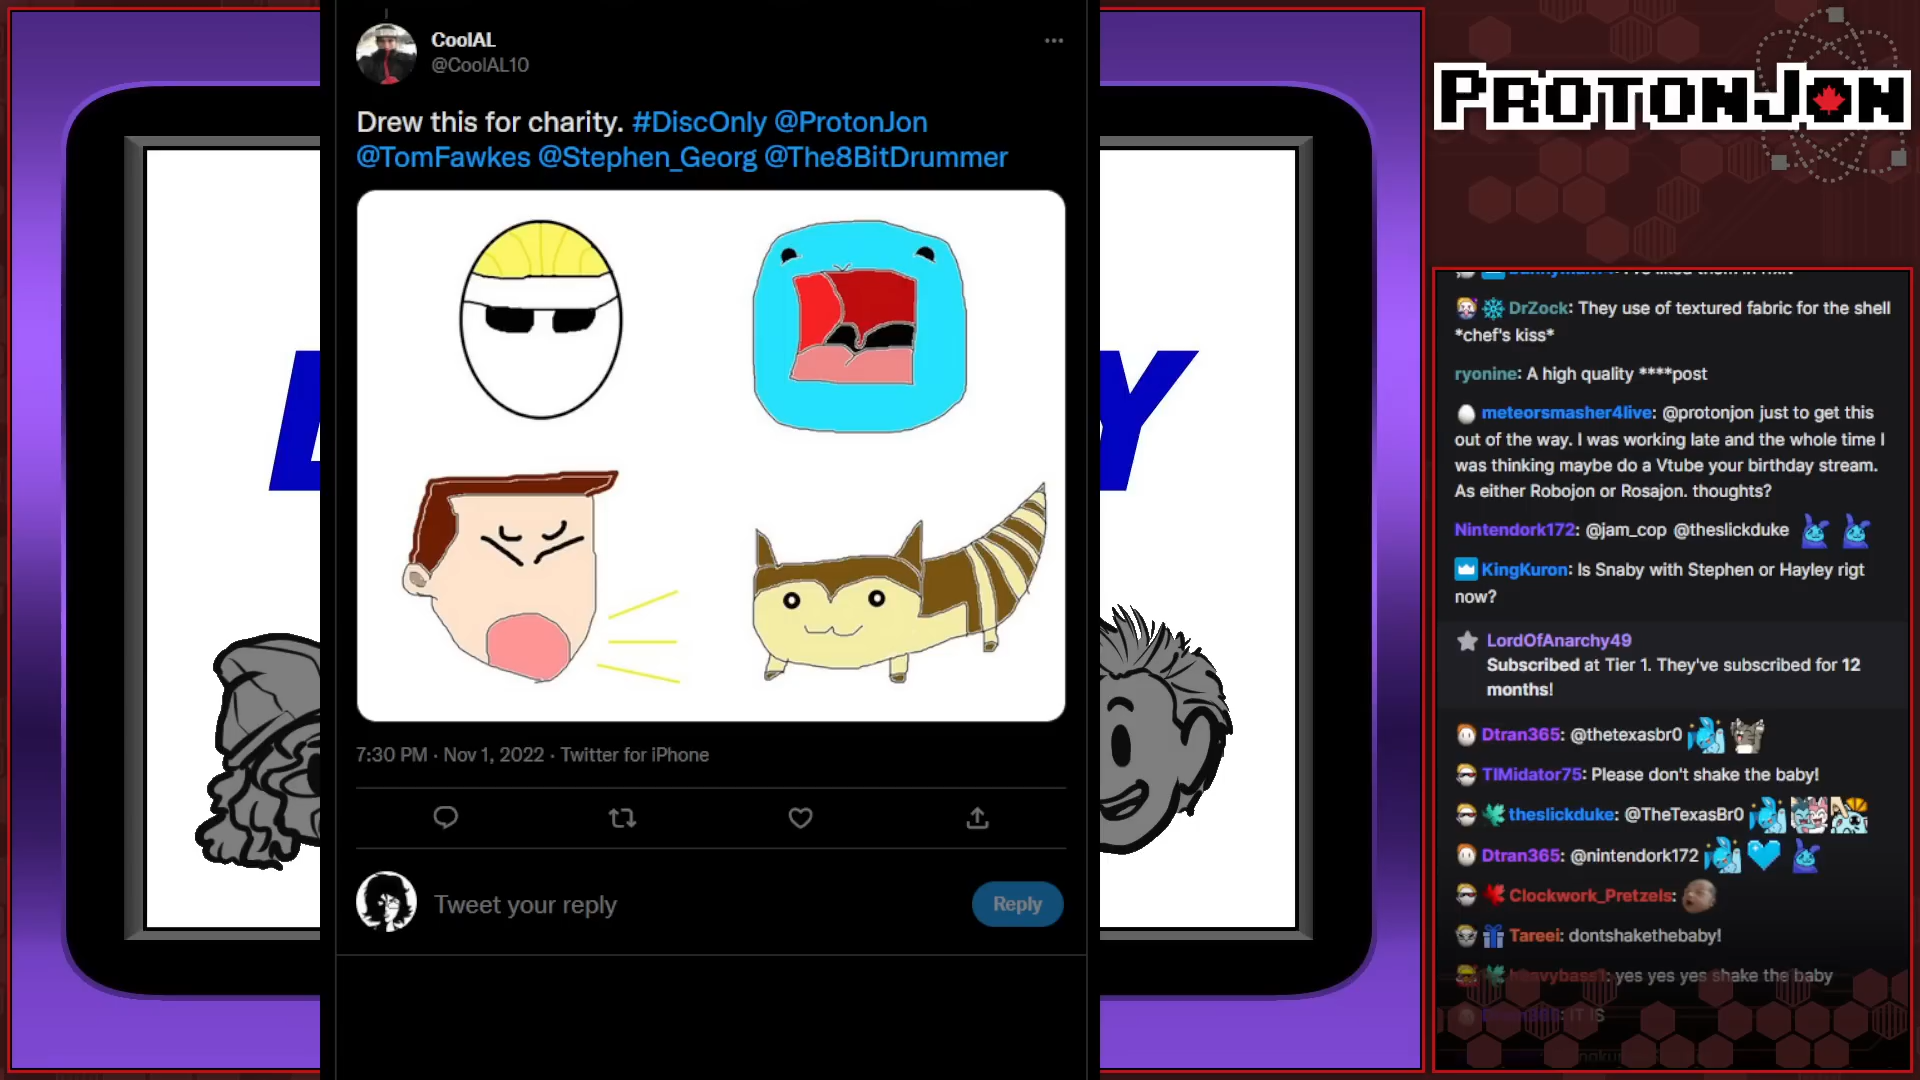 CoolAL
@CoolAL10
Drew this for charity. #DiscOnly @ProtonJon
@TomFawkes @Stephen_Georg @The8BitDrummer
7:30 PM · Nov 1, 2022 · Twitter for iPhone
Tweet your reply
Reply
Y
PROTONJON
DrZock: They use of textured fabric for the shell
*chef's kiss*
ryonine: A high quality ****post
meteorsmasher4live: @protonjon just to get this
out of the way. I was working late and the whole time I
was thinking maybe do a Vtube your birthday stream.
As either Robojon or Rosajon. thoughts?
Nintendork172: @jam_cop @theslickduke
KingKuron: Is Snaby with Stephen or Hayley rigt
now?
LordOfAnarchy49
Subscribed at Tier 1. They've subscribed for 12
months!
Dtran365: @thetexasbr0
TIMidator75: Please don't shake the baby!
theslickduke: @TheTexasBr0
Dtran365: @nintendork172
Clockwork_Pretzels:
Tareei: dontshakethebaby!
heavybass1: yes yes yes shake the baby
IT IS